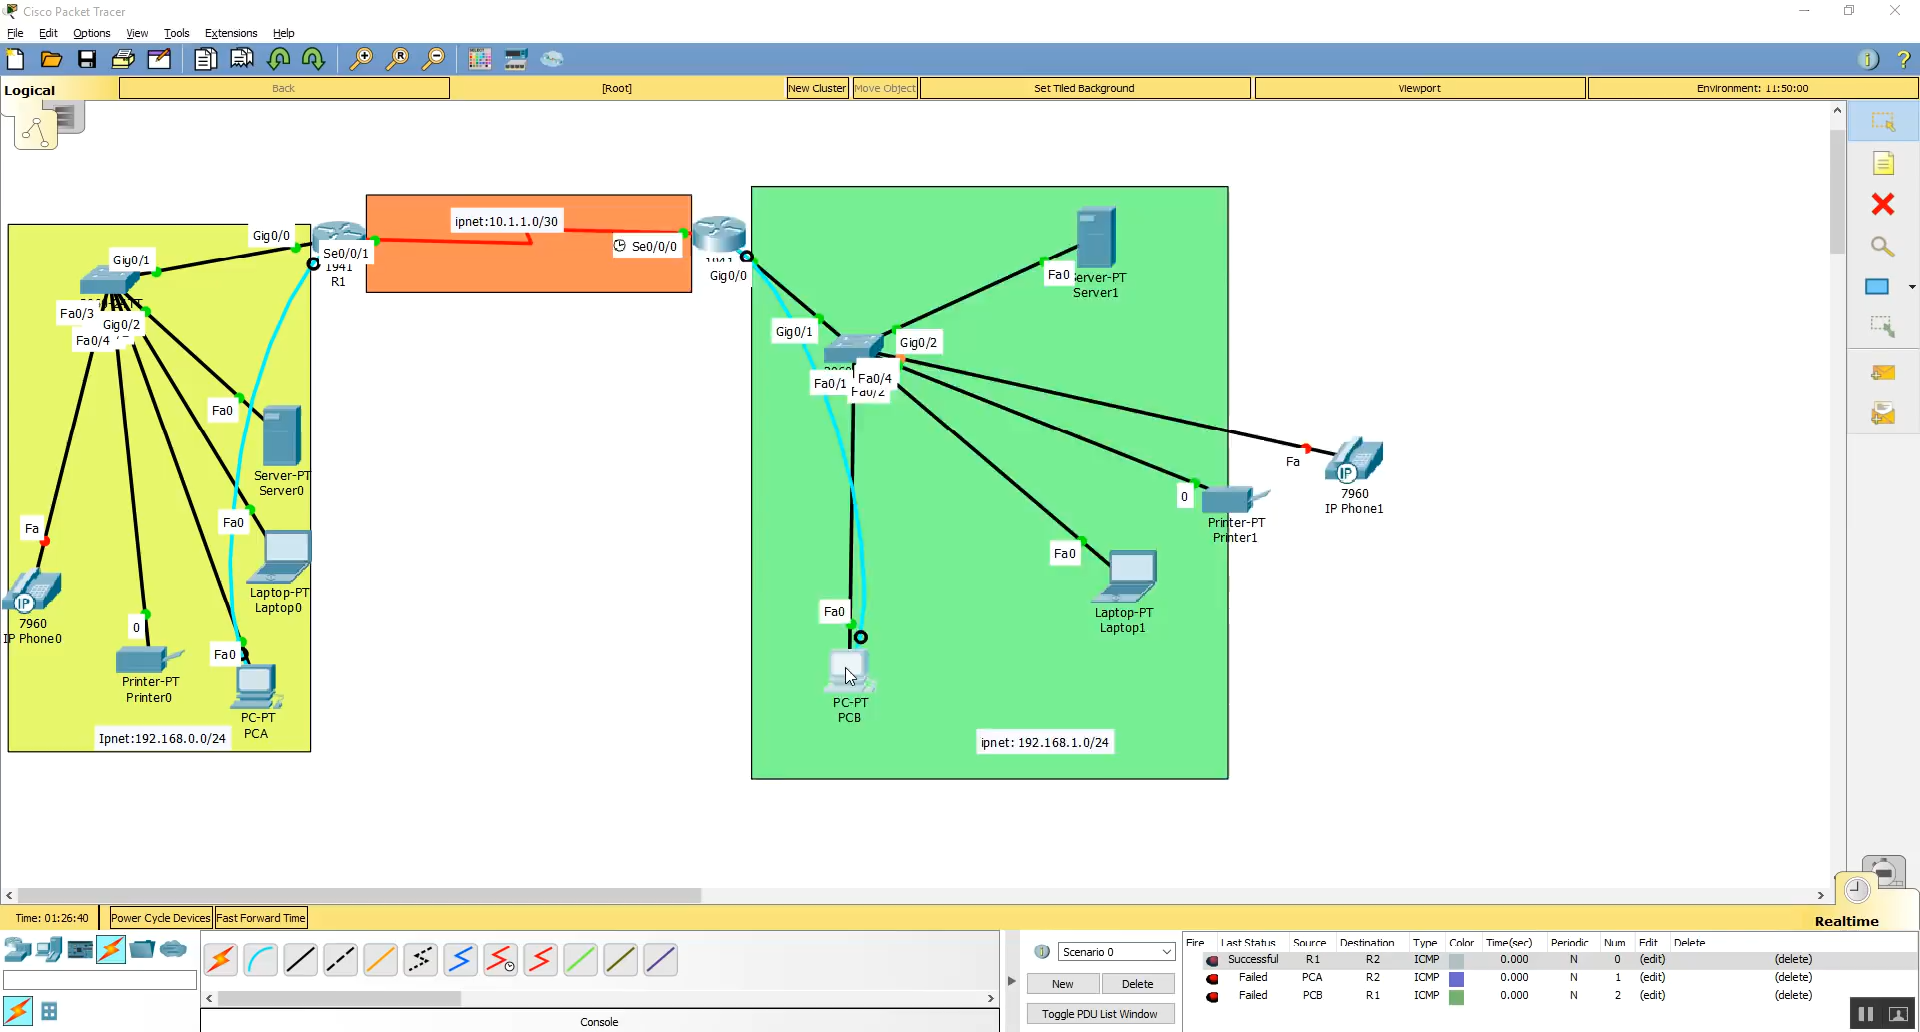 Cisco Packet Tracer
File Edit Options View Tools Extensions Help
Logical
Back
[Root]
New Cluster
Move Object
Set Tiled Background
Viewport
Environment: 11:50:00
ipnet:10.1.1.0/30
Gig0/0
Se0/0/1
1941
R1
Se0/0/0
Gig0/0
Gig0/1
Fa0/3
Gig0/2
Fa0/4
Fa0
Server-PT
Server0
Fa0
Laptop-PT
Laptop0
Fa
7960
IP
IP Phone0
0
Printer-PT
Printer0
Fa0
PC-PT
PCA
Ipnet:192.168.0.0/24
Fa0
Server-PT
Server1
Gig0/1
Gig0/2
Fa0/1
Fa0/4
Fa0/2
Fa
IP
7960
IP Phone1
0
Printer-PT
Printer1
Fa0
Laptop-PT
Laptop1
Fa0
PC-PT
PCB
ipnet: 192.168.1.0/24
Time: 01:26:40
Power Cycle Devices
Fast Forward Time
Realtime
Console
Scenario 0
New
Delete
Toggle PDU List Window
Fire Last Status Source Destination Type Color Time(sec) Periodic Num Edit Delete
Successful R1 R2 ICMP 0.000 N 0 (edit) (delete)
Failed PCA R2 ICMP 0.000 N 1 (edit) (delete)
Failed PCB R1 ICMP 0.000 N 2 (edit) (delete)